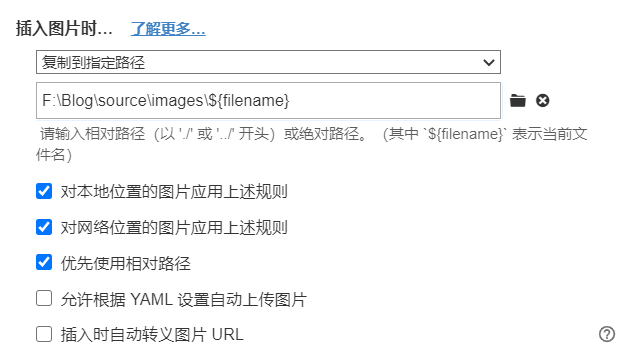 插入图片时... 了解更多...
复制到指定路径
F:\Blog\source\images\${filename}
请输入相对路径（以 './' 或 '../' 开头）或绝对路径。（其中 `${filename}` 表示当前文
件名）
对本地位置的图片应用上述规则
对网络位置的图片应用上述规则
优先使用相对路径
允许根据 YAML 设置自动上传图片
插入时自动转义图片 URL